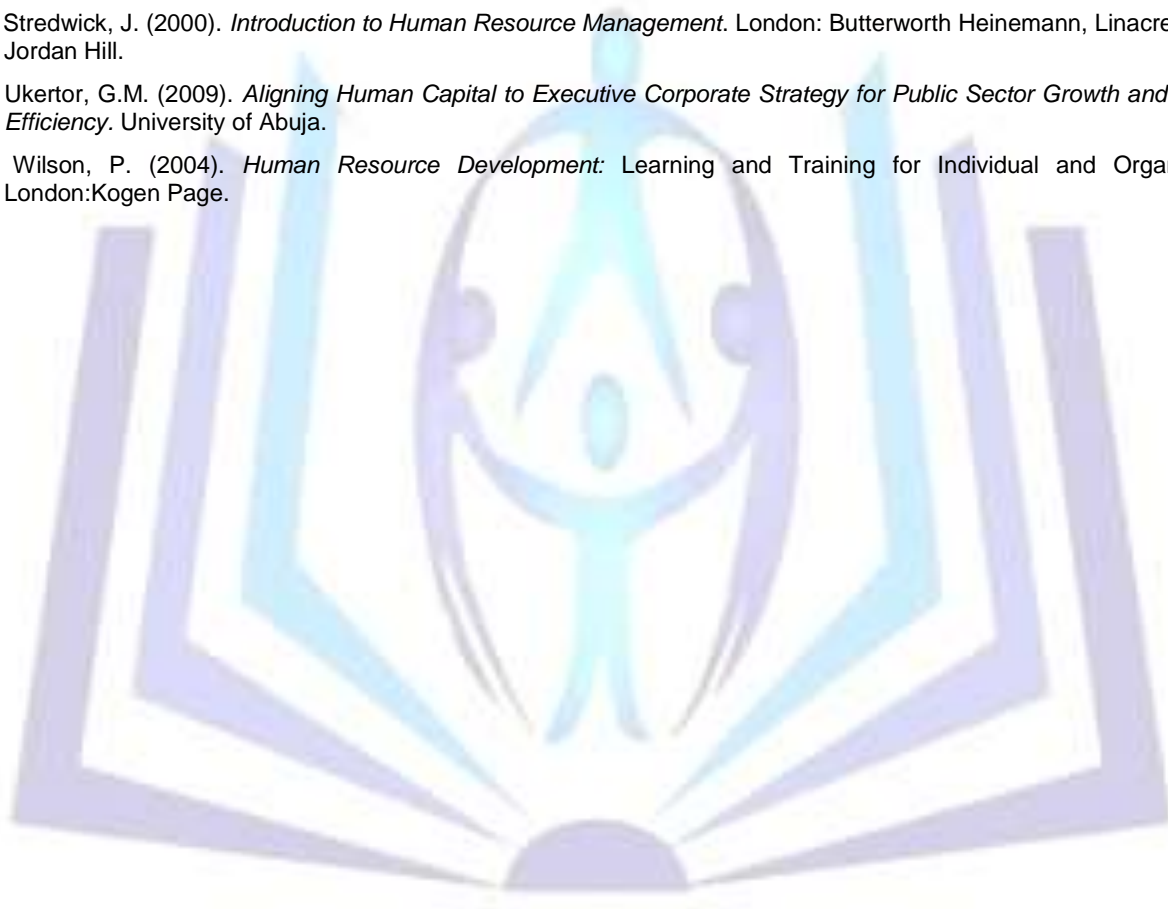 Stredwick, J. (2000). Introduction to Human Resource Management. London: Butterworth Heinemann, Linacre
Jordan Hill.
Ukertor, G.M. (2009). Aligning Human Capital to Executive Corporate Strategy for Public Sector Growth and
Efficiency. University of Abuja.
Wilson, P. (2004). Human Resource Development: Learning and Training for Individual and
London:Kogen Page.